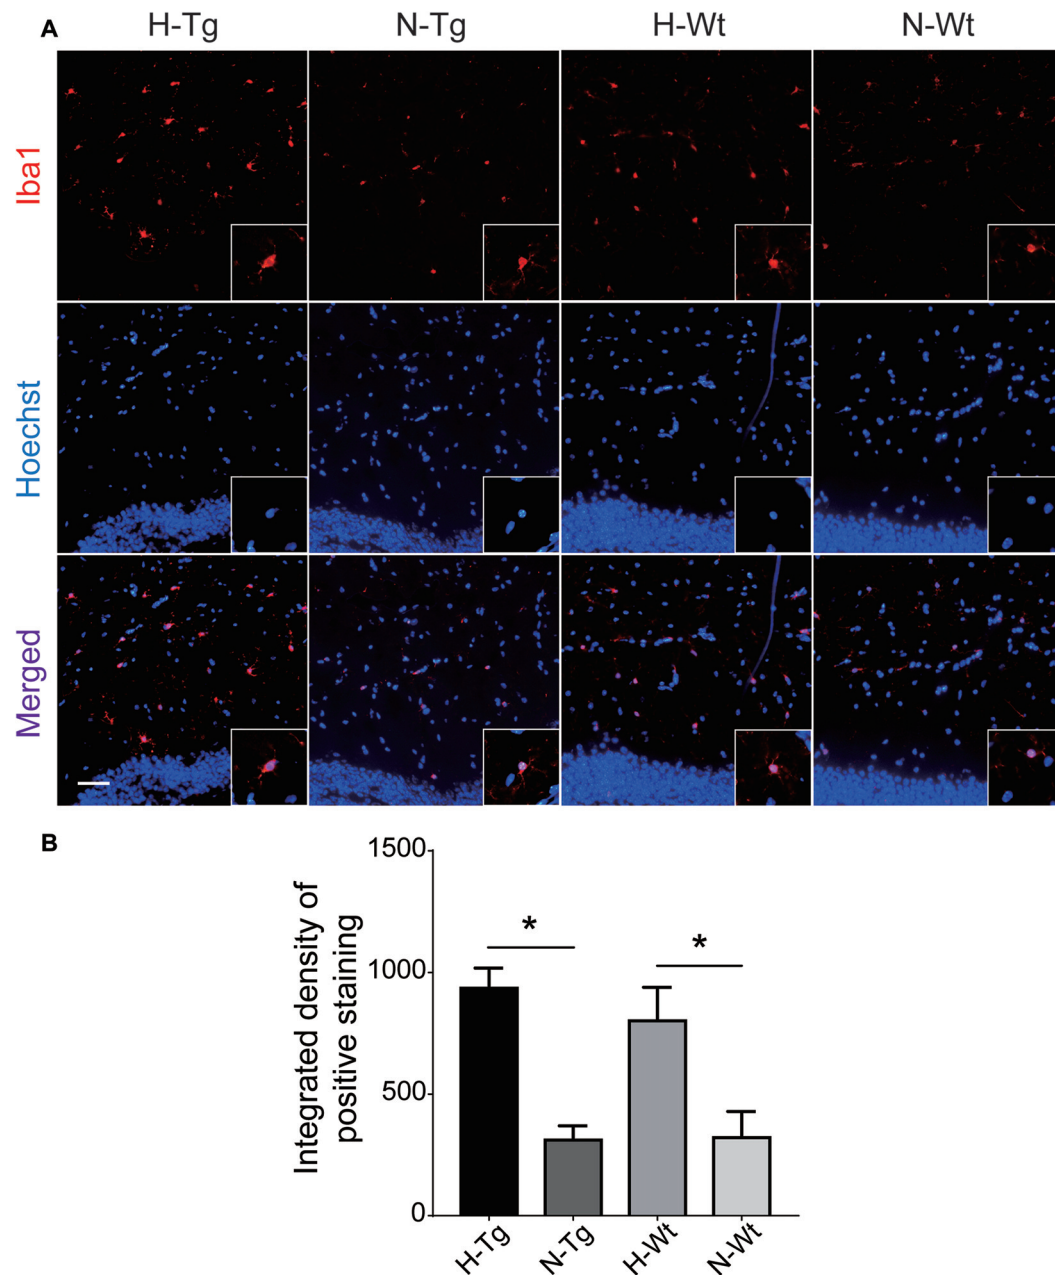 A
H-Tg N-Tg H-Wt N-Wt
Iba1
Hoechst
Merged
B
Integrated density of
positive staining
1500
1000
500
0
*
*
H-Tg N-Tg H-Wt N-Wt